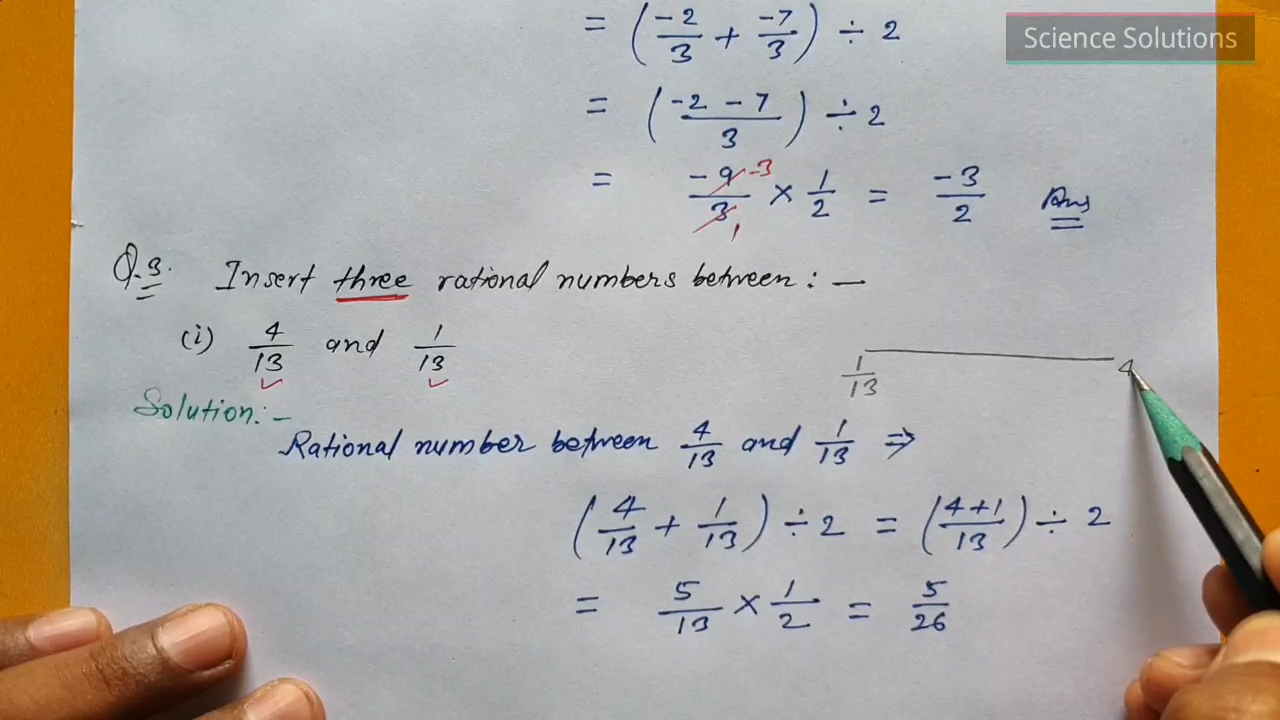 Science Solutions
= (-2/3 + -7/3) ÷ 2
= (-2 - 7/3) ÷ 2
= -9/3 -3 1 × 1/2 = -3/2 Ans
Q.3. Insert three rational numbers between : —
(i) 4/13 and 1/13
1/13 4
Solution:-
Rational number between 4/13 and 1/13 ⇒
(4/13 + 1/13) ÷ 2 = (4+1/13) ÷ 2
= 5/13 × 1/2 = 5/26